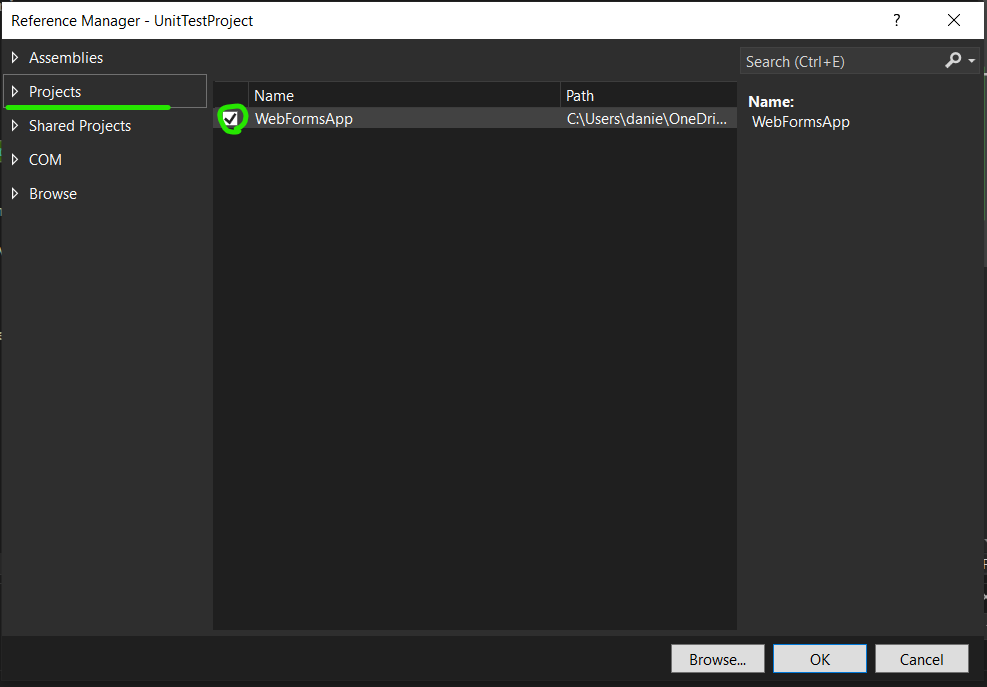 Reference Manager - UnitTestProject
?
Assemblies
Projects
Shared Projects
COM
Browse
Name
Path
WebFormsApp
C:\Users\danie\OneDri...
Search (Ctrl+E)
Name:
WebFormsApp
Browse...
OK
Cancel